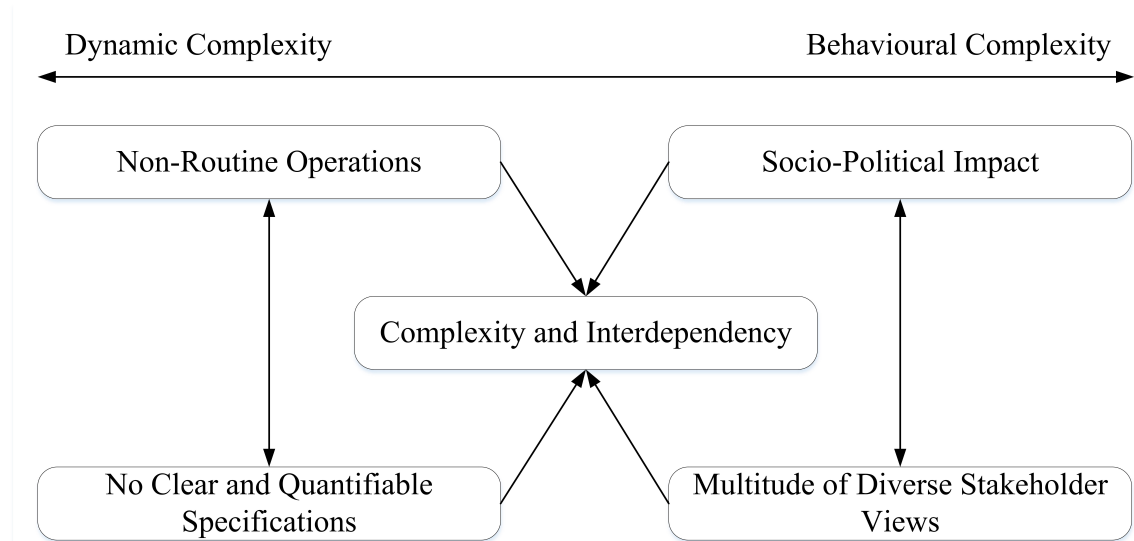 Dynamic Complexity
Behavioural Complexity
Non-Routine Operations
Socio-Political Impact
Complexity and Interdependency
No Clear and Quantifiable
Specifications
Multitude of Diverse Stakeholder
Views